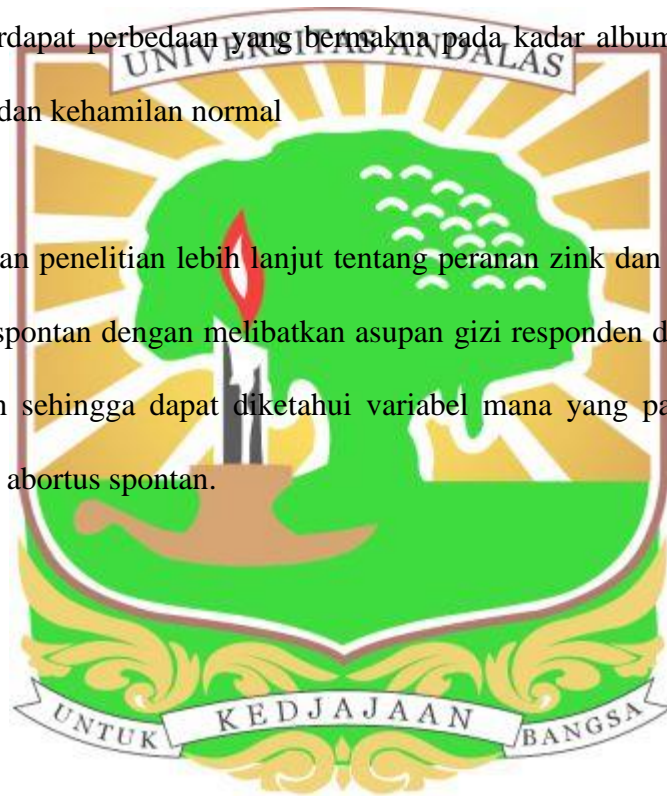 rdapat perbedaan yang bermakna pada kadar album
UNIVERSITAS ANDALAS
dan kehamilan normal
an penelitian lebih lanjut tentang peranan zink dan
spontan dengan melibatkan asupan gizi responden d
n sehingga dapat diketahui variabel mana yang pa
abortus spontan.
UNTUK KEDJAJAAN BANGSA